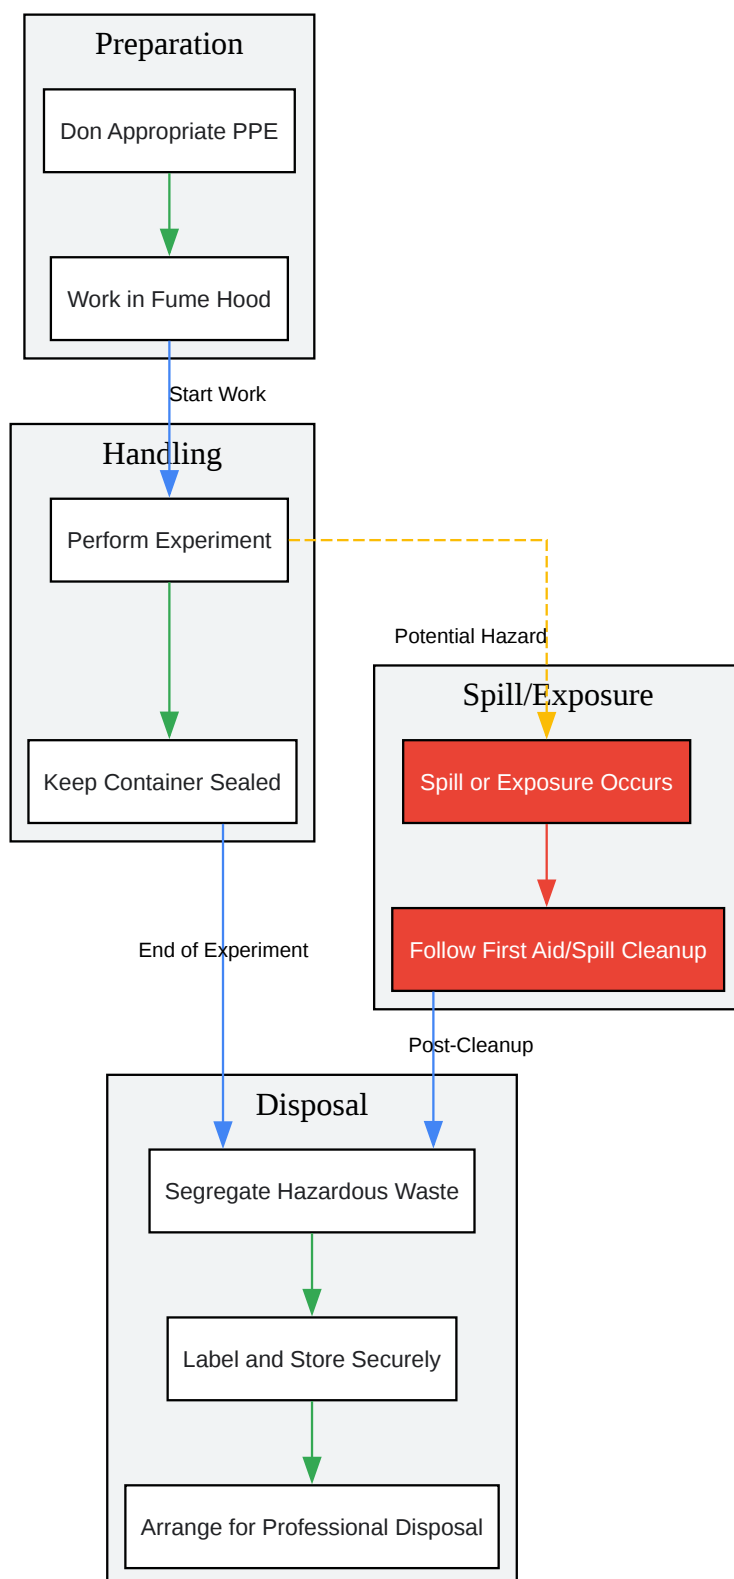 Preparation
Don Appropriate PPE
Work in Fume Hood
Start Work
Handling
Perform Experiment
Potential Hazard
Spill/Exposure
Keep Container Sealed
Spill or Exposure Occurs
End of Experiment
Follow First Aid/Spill Cleanup
Post-Cleanup
Disposal
Segregate Hazardous Waste
Label and Store Securely
Arrange for Professional Disposal